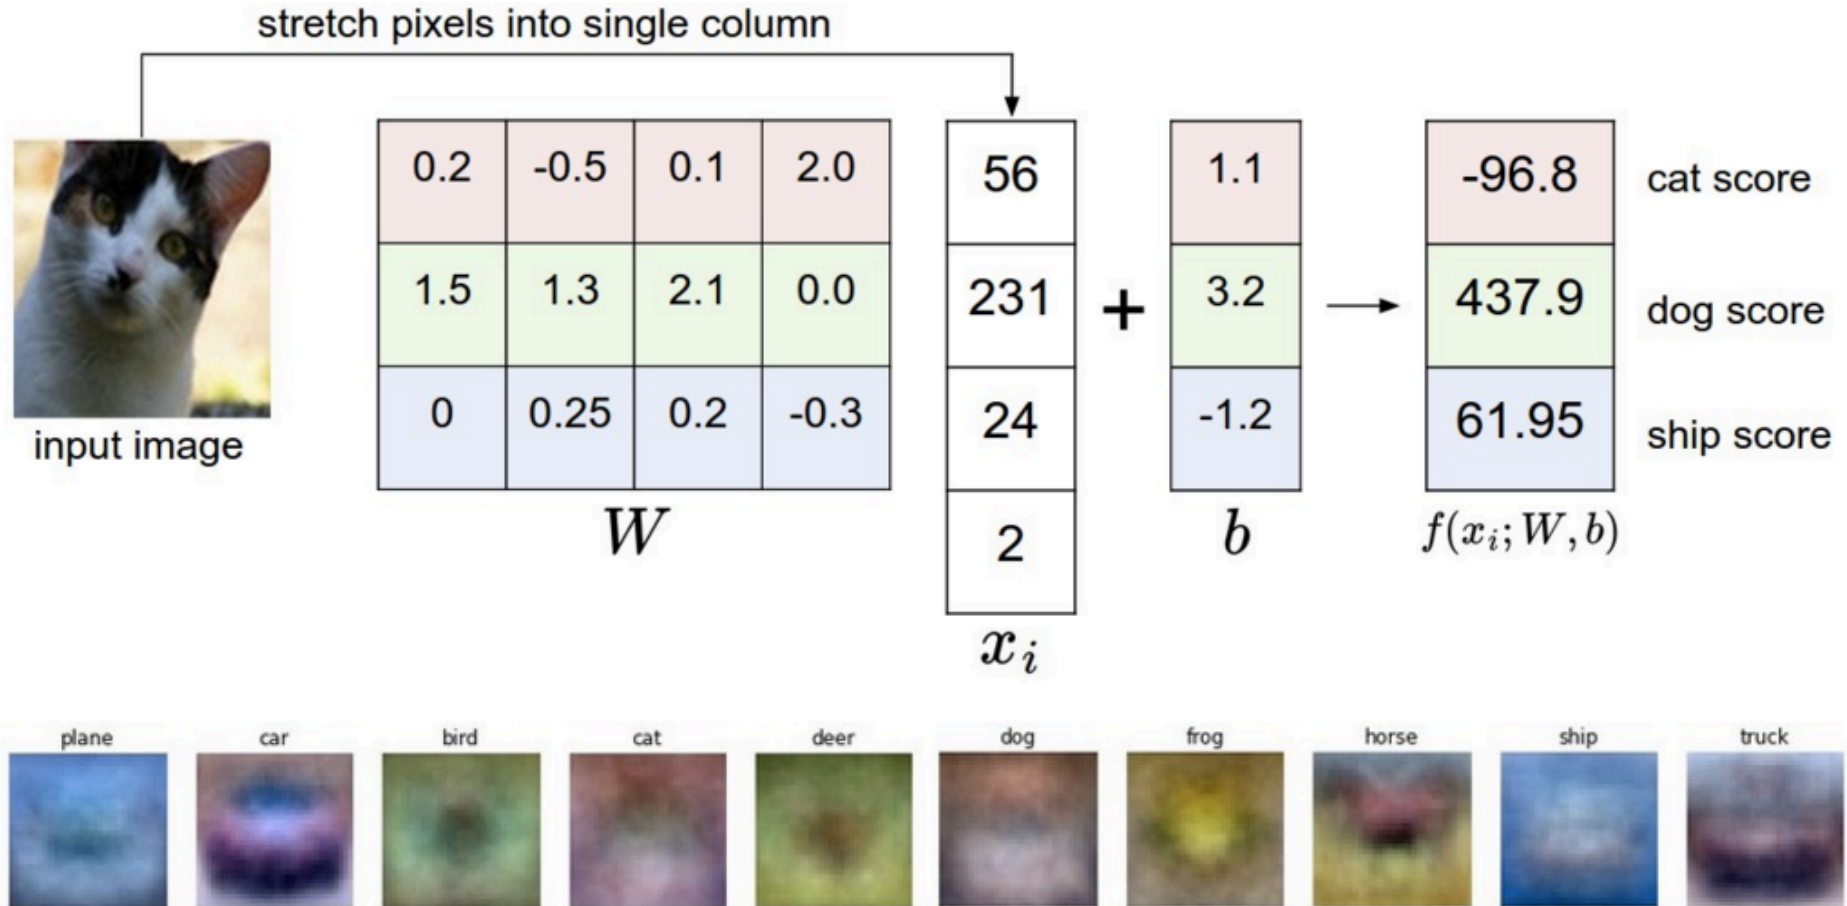 stretch pixels into single column
0.2 -0.5 0.1 2.0 56 1.1 -96.8 cat score
1.5 1.3 2.1 0.0 231 + 3.2 437.9 dog score
0 0.25 0.2 -0.3 24 -1.2 61.95 ship score
input image
W 2 b f(x_i; W, b)
x_i
plane car bird cat deer dog frog horse ship truck